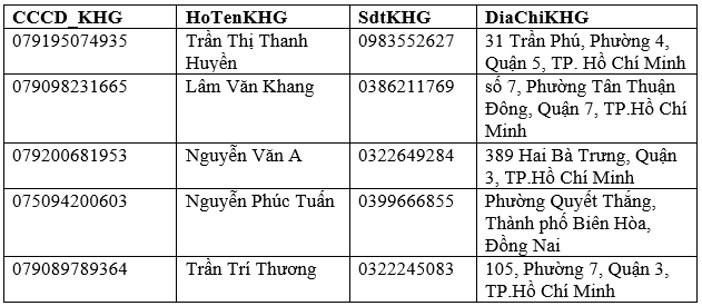 CCCD_KHG HoTenKHG SdtKHG DiaChiKHG
079195074935 Trần Thị Thanh Huyền 0983552627 31 Trần Phú, Phường 4, Quận 5, TP. Hồ Chí Minh
079098231665 Lâm Văn Khang 0386211769 số 7, Phường Tân Thuận Đông, Quận 7, TP.Hồ Chí Minh
079200681953 Nguyễn Văn A 0322649284 389 Hai Bà Trưng, Quận 3, TP.Hồ Chí Minh
075094200603 Nguyễn Phúc Tuấn 0399666855 Phường Quyết Thắng, Thành phố Biên Hòa, Đồng Nai
079089789364 Trần Trí Thương 0322245083 105, Phường 7, Quận 3, TP.Hồ Chí Minh